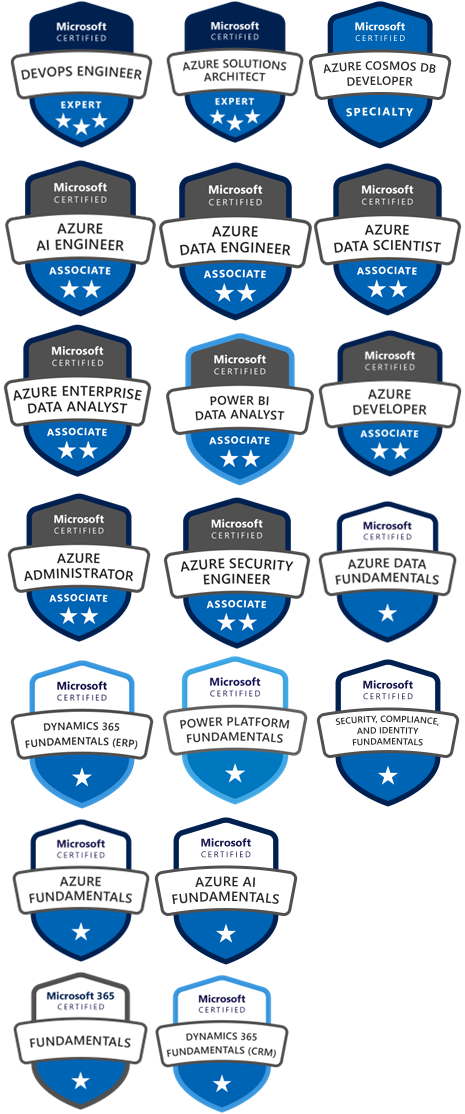 Microsoft
CERTIFIED
DEVOPS ENGINEER
EXPERT
Microsoft
CERTIFIED
AZURE SOLUTIONS
ARCHITECT
EXPERT
Microsoft
CERTIFIED
AZURE COSMOS DB
DEVELOPER
SPECIALTY
Microsoft
CERTIFIED
AZURE
AI ENGINEER
ASSOCIATE
Microsoft
CERTIFIED
AZURE
DATA ENGINEER
ASSOCIATE
Microsoft
CERTIFIED
AZURE
DATA SCIENTIST
ASSOCIATE
Microsoft
CERTIFIED
AZURE ENTERPRISE
DATA ANALYST
ASSOCIATE
Microsoft
CERTIFIED
POWER BI
DATA ANALYST
ASSOCIATE
Microsoft
CERTIFIED
AZURE
DEVELOPER
ASSOCIATE
Microsoft
CERTIFIED
AZURE
ADMINISTRATOR
ASSOCIATE
Microsoft
CERTIFIED
AZURE SECURITY
ENGINEER
ASSOCIATE
Microsoft
CERTIFIED
AZURE DATA
FUNDAMENTALS
Microsoft
CERTIFIED
DYNAMICS 365
FUNDAMENTALS (ERP)
Microsoft
CERTIFIED
POWER PLATFORM
FUNDAMENTALS
Microsoft
CERTIFIED
SECURITY, COMPLIANCE,
AND IDENTITY
FUNDAMENTALS
Microsoft
CERTIFIED
AZURE
FUNDAMENTALS
Microsoft
CERTIFIED
AZURE AI
FUNDAMENTALS
Microsoft 365
CERTIFIED
FUNDAMENTALS
Microsoft
CERTIFIED
DYNAMICS 365
FUNDAMENTALS (CRM)